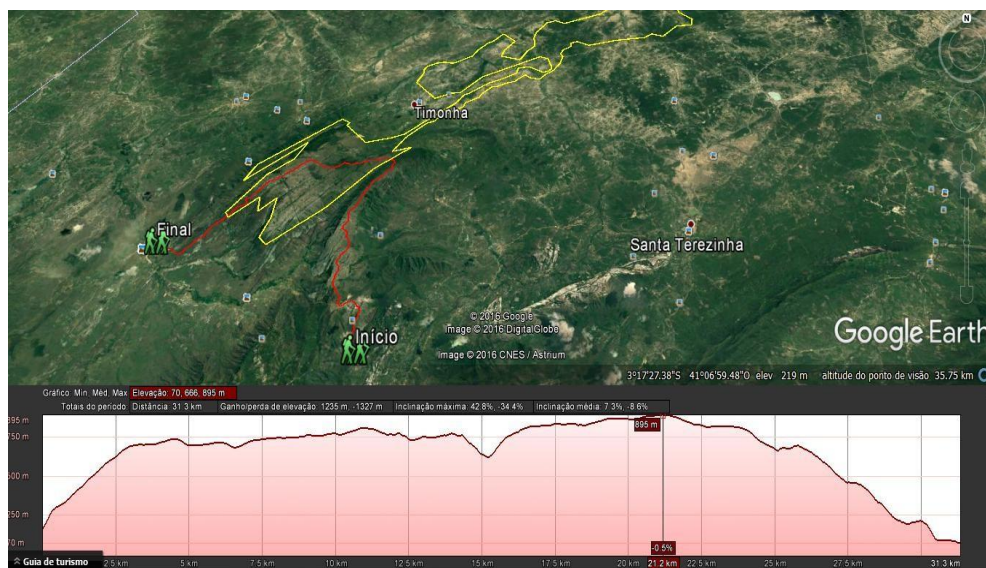 N
Timonha
Final
Santa Terezinha
Início
© 2016 Google
Image © 2016 DigitalGlobe
Image © 2016 CNES / Astrium
Google Earth
3°17'27.38"S 41°06'59.48"O elev 219 m altitude do ponto de visão 35.75 km
Gráfico Min Méd. Max Elevação: 70, 666, 895 m
Totais do período: Distância: 31.3 km Ganho/perda de elevação: 1235 m, -1327 m Inclinação máxima: 42.8%, -34.4% Inclinação média: 7.3%, -8.6%
895 m
750 m
895 m
500 m
250 m
70 m
-0.5%
Guia de turismo 2.5 km 5 km 7.5 km 10 km 12.5 km 15 km 17.5 km 20 km 21.2 km 22.5 km 25 km 27.5 km 31.3 km